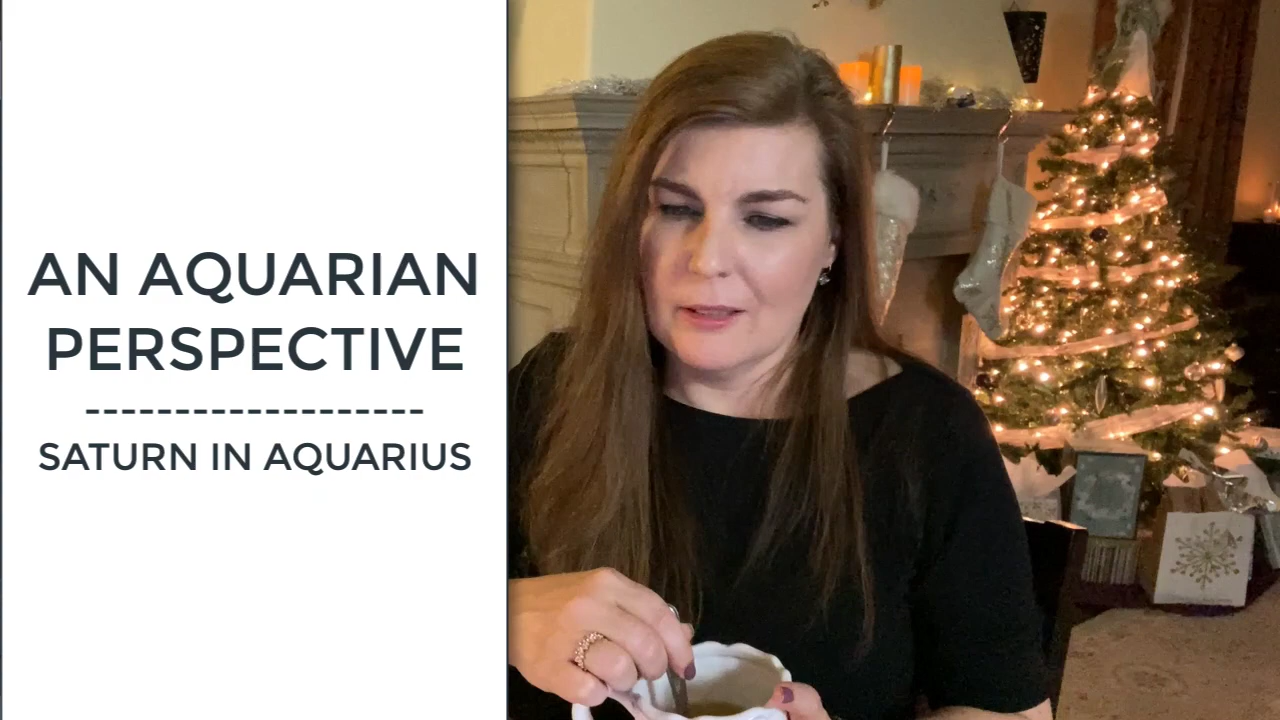 AN AQUARIAN
PERSPECTIVE
-------------------
SATURN IN AQUARIUS